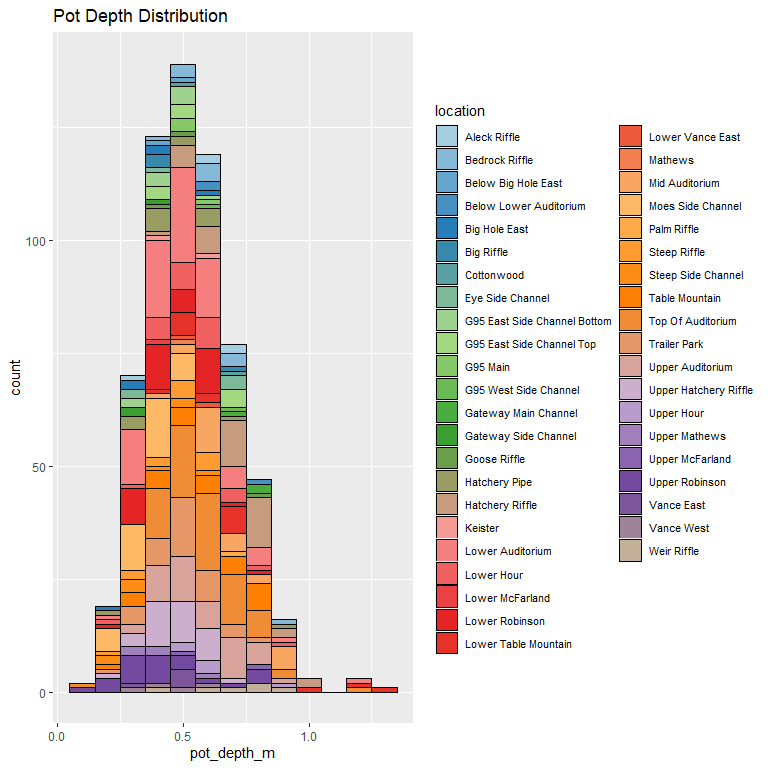 Pot Depth Distribution
count
100
50
0
0.0
0.5
1.0
pot_depth_m
location
Aleck Riffle
Bedrock Riffle
Below Big Hole East
Below Lower Auditorium
Big Hole East
Big Riffle
Cottonwood
Eye Side Channel
G95 East Side Channel Bottom
G95 East Side Channel Top
G95 Main
G95 West Side Channel
Gateway Main Channel
Gateway Side Channel
Goose Riffle
Hatchery Pipe
Hatchery Riffle
Keister
Lower Auditorium
Lower Hour
Lower McFarland
Lower Robinson
Lower Table Mountain
Lower Vance East
Mathews
Mid Auditorium
Moes Side Channel
Palm Riffle
Steep Riffle
Steep Side Channel
Table Mountain
Top Of Auditorium
Trailer Park
Upper Auditorium
Upper Hatchery Riffle
Upper Hour
Upper Mathews
Upper McFarland
Upper Robinson
Vance East
Vance West
Weir Riffle